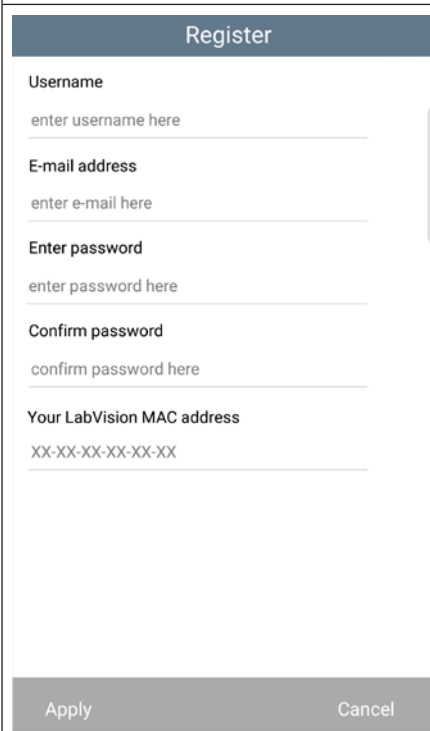 Register
Username
enter username here
E-mail address
enter e-mail here
Enter password
enter password here
Confirm password
confirm password here
Your LabVision MAC address
XX-XX-XX-XX-XX-XX
Apply Cancel